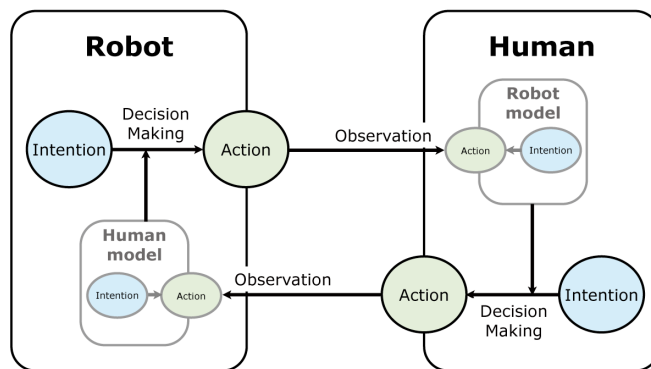 Robot
Human
Decision
Making
Intention
Action
Observation
Robot
model
Action
Intention
Human
model
Intention
Action
Observation
Action
Decision
Making
Intention